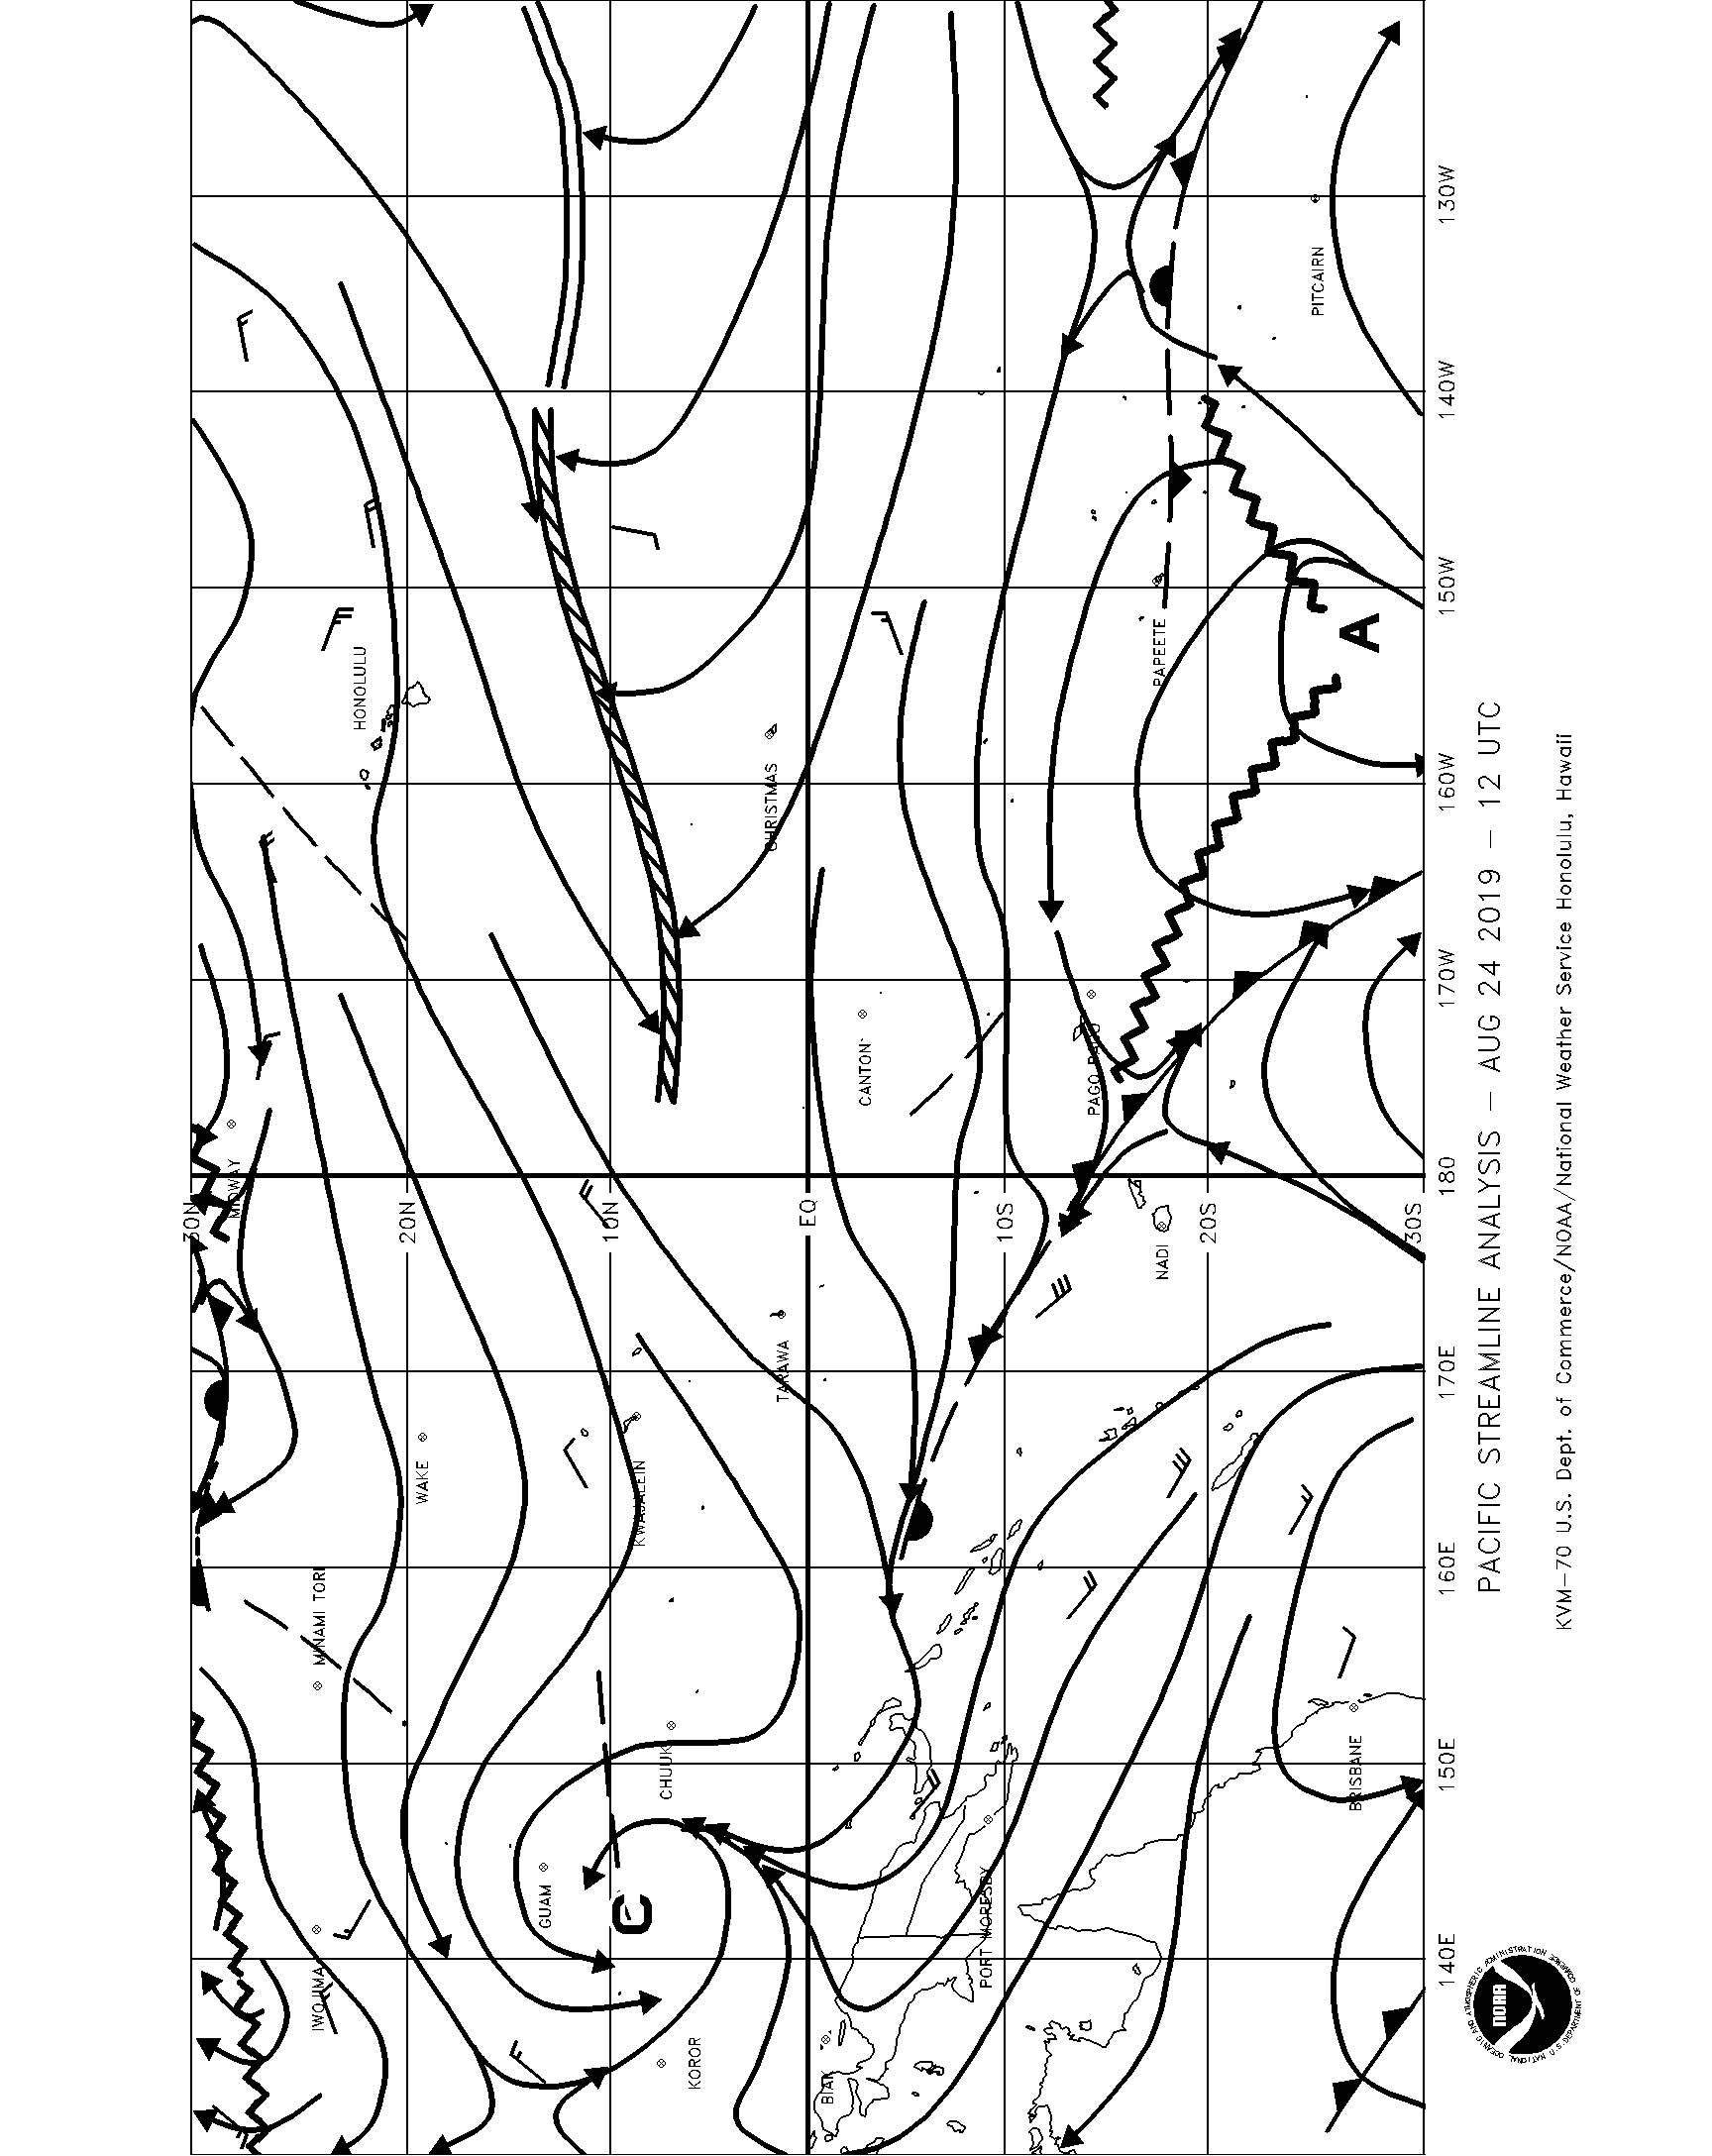 30N
20N
10N
EQ
10S
20S
30S
140E
150E
160E
170E
180
170W
160W
150W
140W
130W
MIDWAY
HONOLULU
WAKE
MINAMI TORI
IWOJIMA
GUAM
CHUUK
KWAJALEIN
KOROR
TARAWA
CHRISTMAS
CANTON
BIAK
PORT MORESBY
PAGO PAGO
NADI
PAPEETE
PITCAIRN
BRISBANE
C
A
PACIFIC STREAMLINE ANALYSIS – AUG 24 2019 – 12 UTC
KVM-70 U.S. Dept. of Commerce/NOAA/National Weather Service Honolulu, Hawaii
NOAA
NATIONAL OCEANIC AND ATMOSPHERIC ADMINISTRATION
U.S. DEPARTMENT OF COMMERCE